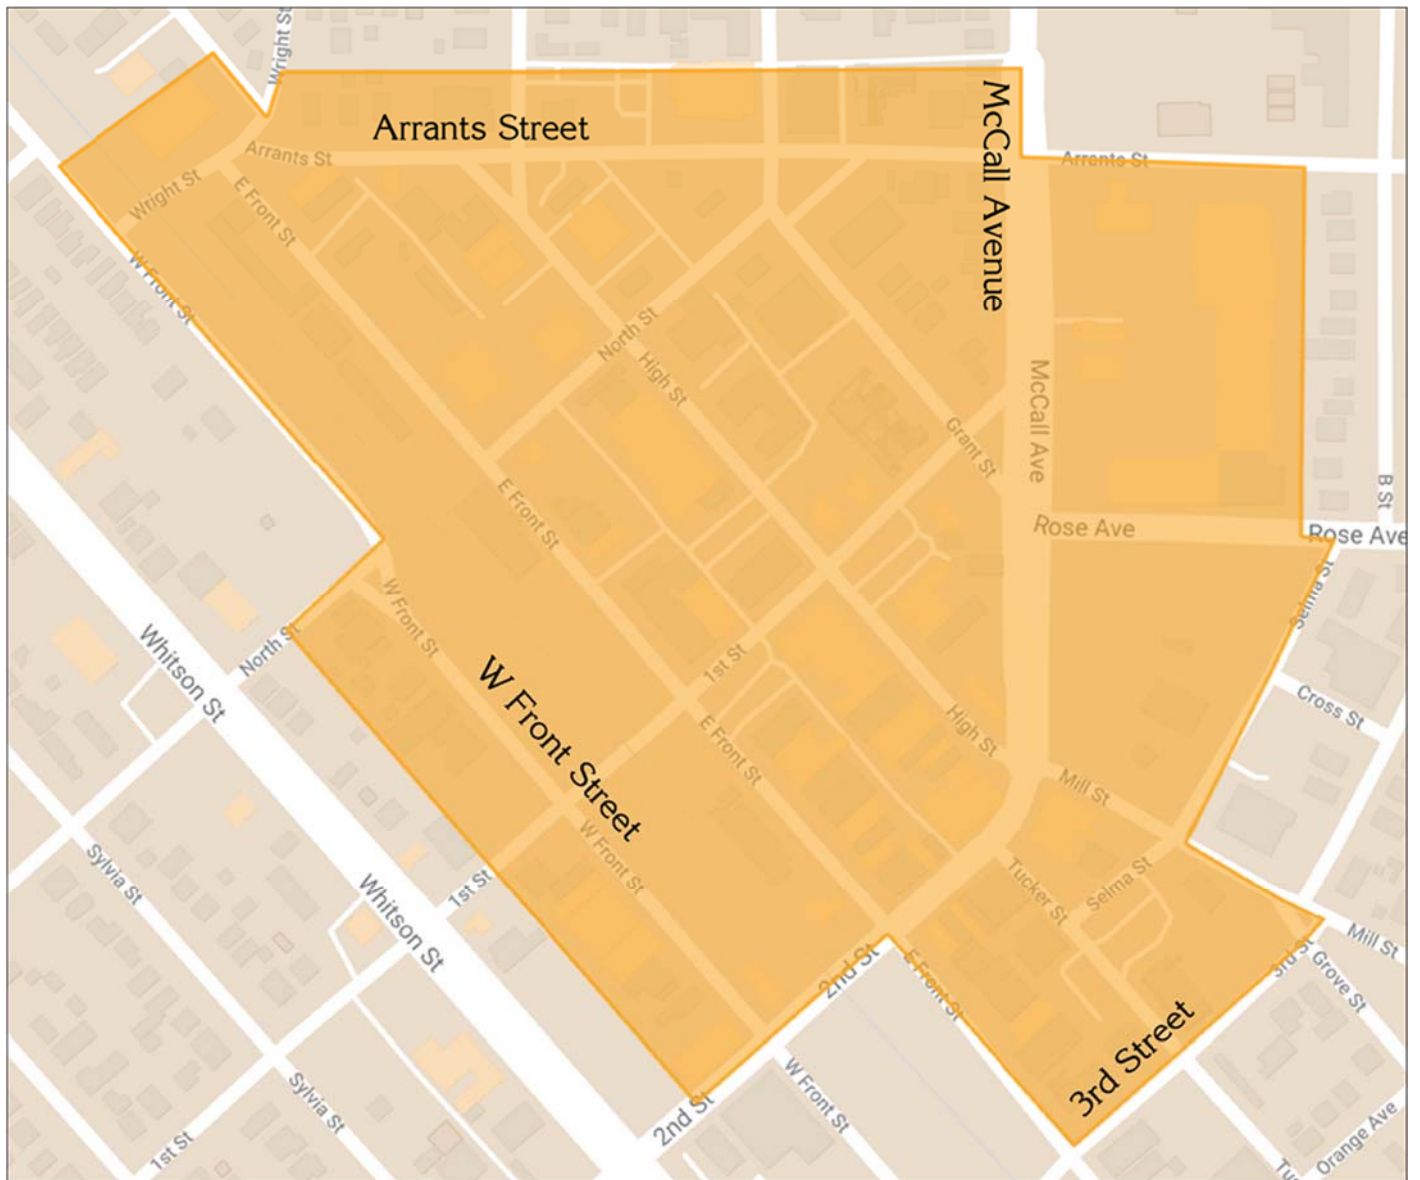 Wright St
Arrants Street
McCall Avenue
Arrants St
Arrants St
Wright St
E Front St
W Front St
North St
High St
McCall Ave
Grant St
B St
E Front St
Rose Ave
Rose Ave
Selma St
W Front St
North St
Whitson St
W Front Street
1st St
Cross St
High St
E Front St
Mill St
W Front St
Sylvia St
1st St
Whitson St
Tucker St
Selma St
Mill St
2nd St
E Front St
3rd St
Grove St
3rd Street
W Front St
Sylvia St
2nd St
1st St
Orange Ave
Tu